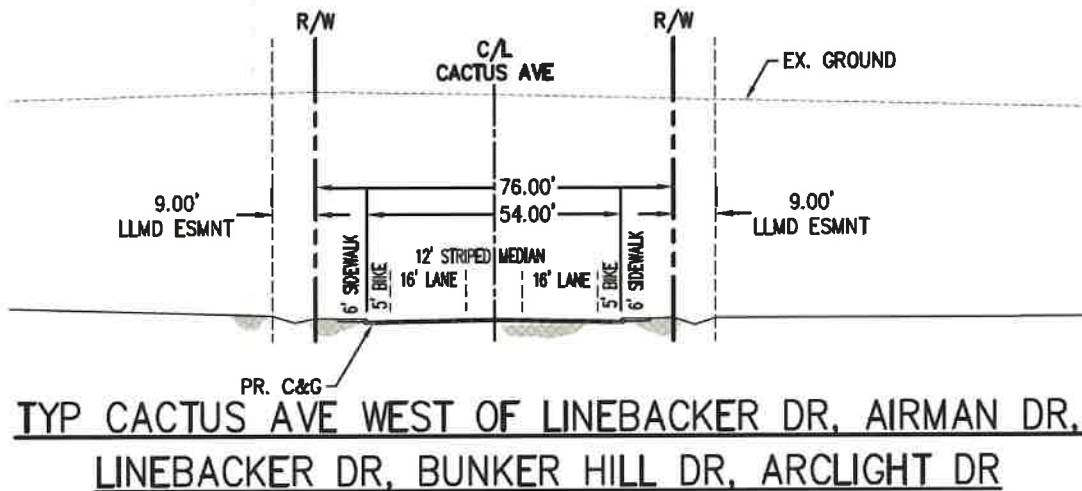 R/W
R/W
C/L
CACTUS AVE
EX. GROUND
76.00'
54.00'
9.00'
LLMD ESMNT
9.00'
LLMD ESMNT
6' SIDEWALK
5' BIKE
12' STRIPED MEDIAN
16' LANE
16' LANE
5' BIKE
6' SIDEWALK
PR. C&G
TYP CACTUS AVE WEST OF LINEBACKER DR, AIRMAN DR,
LINEBACKER DR, BUNKER HILL DR, ARCLIGHT DR